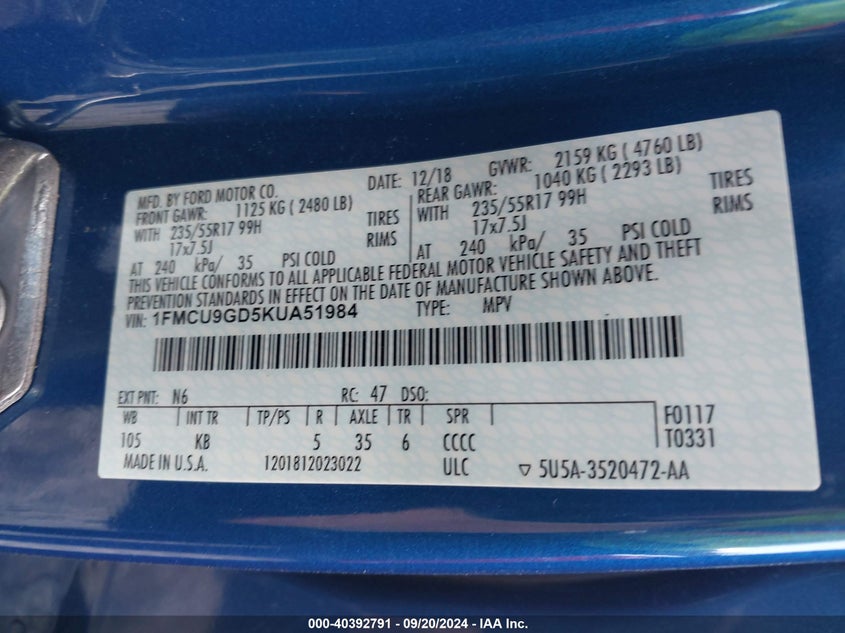 MFD. BY FORD MOTOR CO. DATE: 12/18 GVWR: 2159 KG ( 4760 LB)
FRONT GAWR: 1125 KG ( 2480 LB) REAR GAWR: 1040 KG ( 2293 LB)
WITH 235/55R17 99H TIRES WITH 235/55R17 99H TIRES
17x7.5J RIMS 17x7.5J RIMS
AT 240 kPa/ 35 PSI COLD AT 240 kPa/ 35 PSI COLD
THIS VEHICLE CONFORMS TO ALL APPLICABLE FEDERAL MOTOR VEHICLE SAFETY AND THEFT
PREVENTION STANDARDS IN EFFECT ON THE DATE OF MANUFACTURE SHOWN ABOVE.
VIN: 1FMCU9GD5KUA51984 TYPE: MPV
EXT PNT: N6 RC: 47 DSO: F0117
WB INT TR TP/PS R AXLE TR SPR T0331
105 KB 5 35 6 CCCC
MADE IN U.S.A. 1201812023022 ULC ▽ 5U5A-3520472-AA
000-40392791 - 09/20/2024 - IAA Inc.